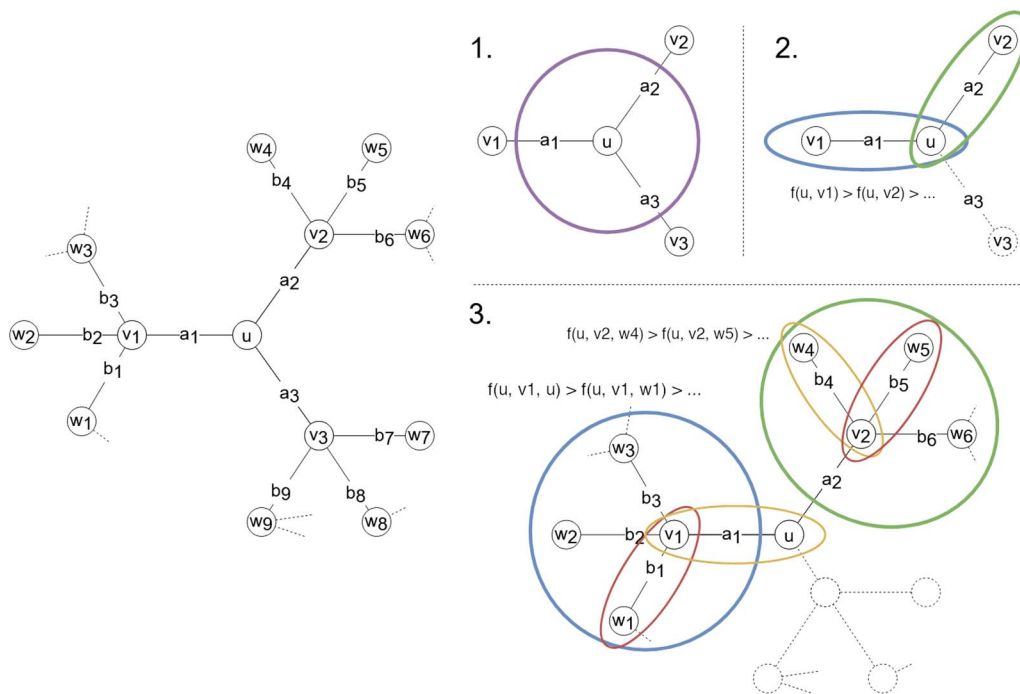 w4
w5
b4
b5
v2
b6
w6
w3
a2
b3
w2
b2
v1
a1
u
b1
a3
w1
v3
b7
w7
b9
b8
w9
w8
1.
v2
a2
v1
a1
u
a3
v3
2.
v2
a2
v1
a1
u
f(u, v1) > f(u, v2) > ...
a3
v3
3.
f(u, v2, w4) > f(u, v2, w5) > ...
w4
w5
b4
b5
f(u, v1, u) > f(u, v1, w1) > ...
v2
b6
w6
w3
a2
b3
w2
b2
v1
a1
u
b1
w1